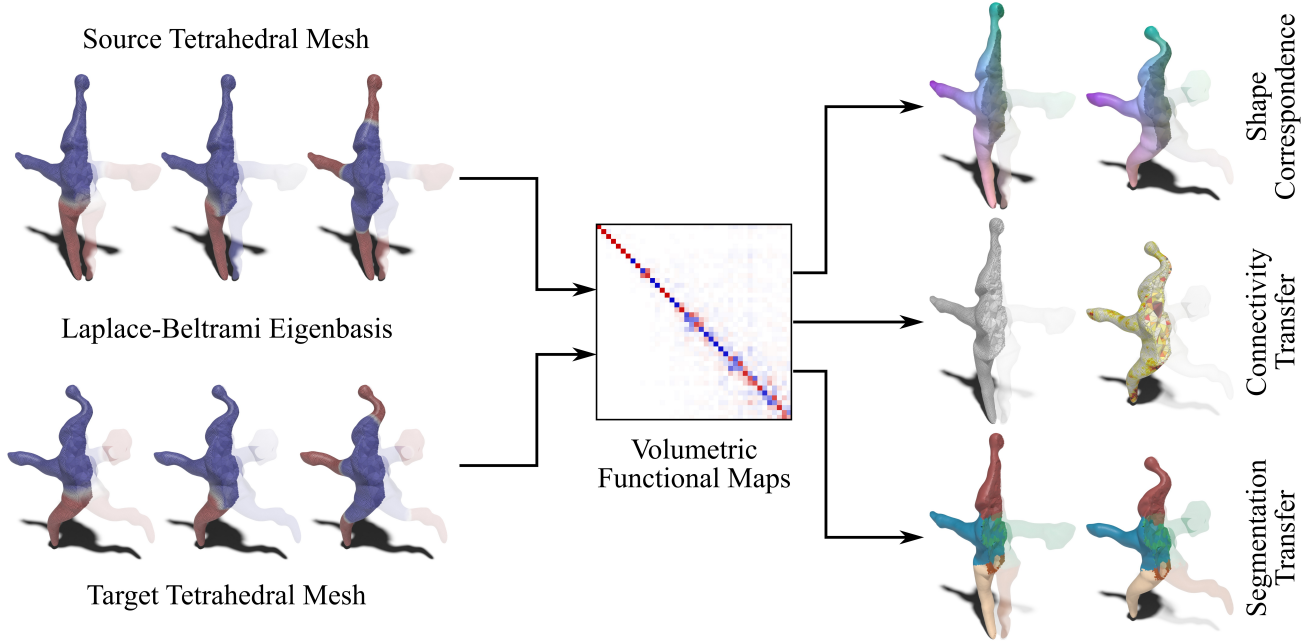 Source Tetrahedral Mesh
Laplace-Beltrami Eigenbasis
Target Tetrahedral Mesh
Volumetric
Functional Maps
Shape
Correspondence
Connectivity
Transfer
Segmentation
Transfer